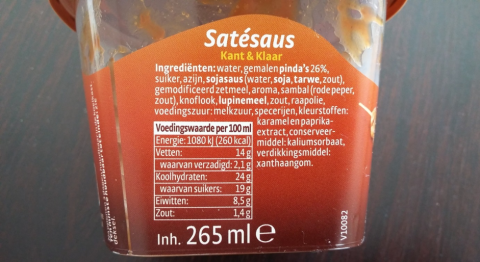 Satésaus
Kant & Klaar
Ingrediënten: water, gemalen pinda's 26%,
suiker, azijn, sojasaus (water, soja, tarwe, zout),
gemodificeerd zetmeel, aroma, sambal (rode peper,
zout), knoflook, lupinemeel, zout, raapolie,
voedingszuur: melkzuur, specerijen, kleurstoffen:
karamel en paprika-
extract, conserveer-
middel: kaliumsorbaat,
verdikkingsmiddel:
xanthaangom.
Voedingswaarde per 100 ml
Energie: 1080 kJ (260 kcal)
Vetten: 14 g
waarvan verzadigd: 2,1 g
Koolhydraten: 24 g
waarvan suikers: 19 g
Eiwitten: 8,5 g
Zout: 1,4 g
Inh. 265 ml e
V10082
deksel.